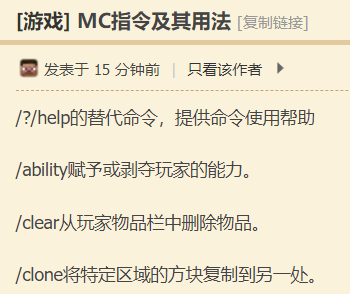 [游戏] MC指令及其用法 [复制链接]
发表于 15 分钟前 | 只看该作者
/?/help的替代命令，提供命令使用帮助
/ability赋予或剥夺玩家的能力。
/clear从玩家物品栏中删除物品。
/clone将特定区域的方块复制到另一处。